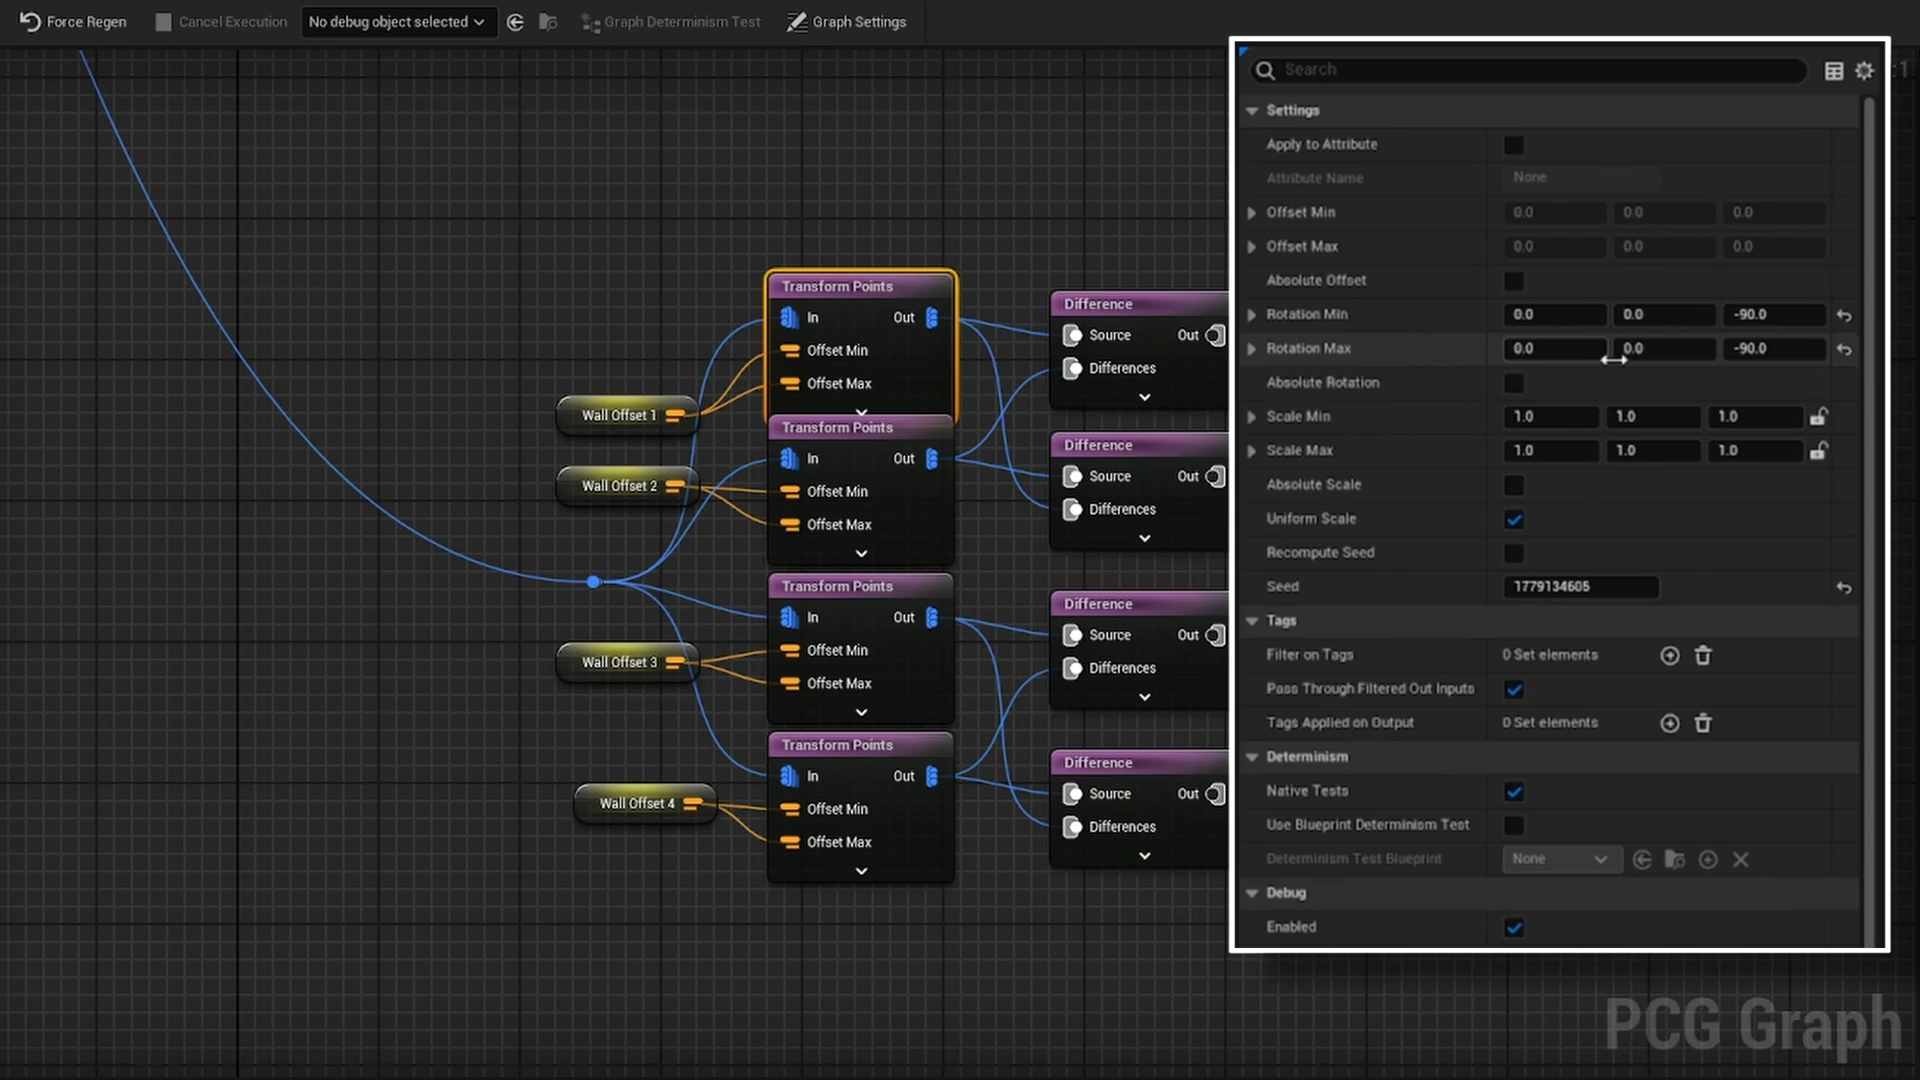 Force Regen
Cancel Execution
No debug object selected
Graph Determinism Test
Graph Settings
Transform Points
In
Out
Offset Min
Offset Max
Transform Points
In
Out
Offset Min
Offset Max
Transform Points
In
Out
Offset Min
Offset Max
Transform Points
In
Out
Offset Min
Offset Max
Wall Offset 1
Wall Offset 2
Wall Offset 3
Wall Offset 4
Difference
Source
Out
Differences
Difference
Source
Out
Differences
Difference
Source
Out
Differences
Difference
Source
Out
Differences
Search
Settings
Apply to Attribute
Attribute Name None
Offset Min 0.0 0.0 0.0
Offset Max 0.0 0.0 0.0
Absolute Offset
Rotation Min 0.0 0.0 -90.0
Rotation Max 0.0 0.0 -90.0
Absolute Rotation
Scale Min 1.0 1.0 1.0
Scale Max 1.0 1.0 1.0
Absolute Scale
Uniform Scale
Recompute Seed
Seed 1779134605
Tags
Filter on Tags 0 Set elements
Pass Through Filtered Out Inputs
Tags Applied on Output 0 Set elements
Determinism
Native Tests
Use Blueprint Determinism Test
Determinism Test Blueprint None
Debug
Enabled
PCG Graph